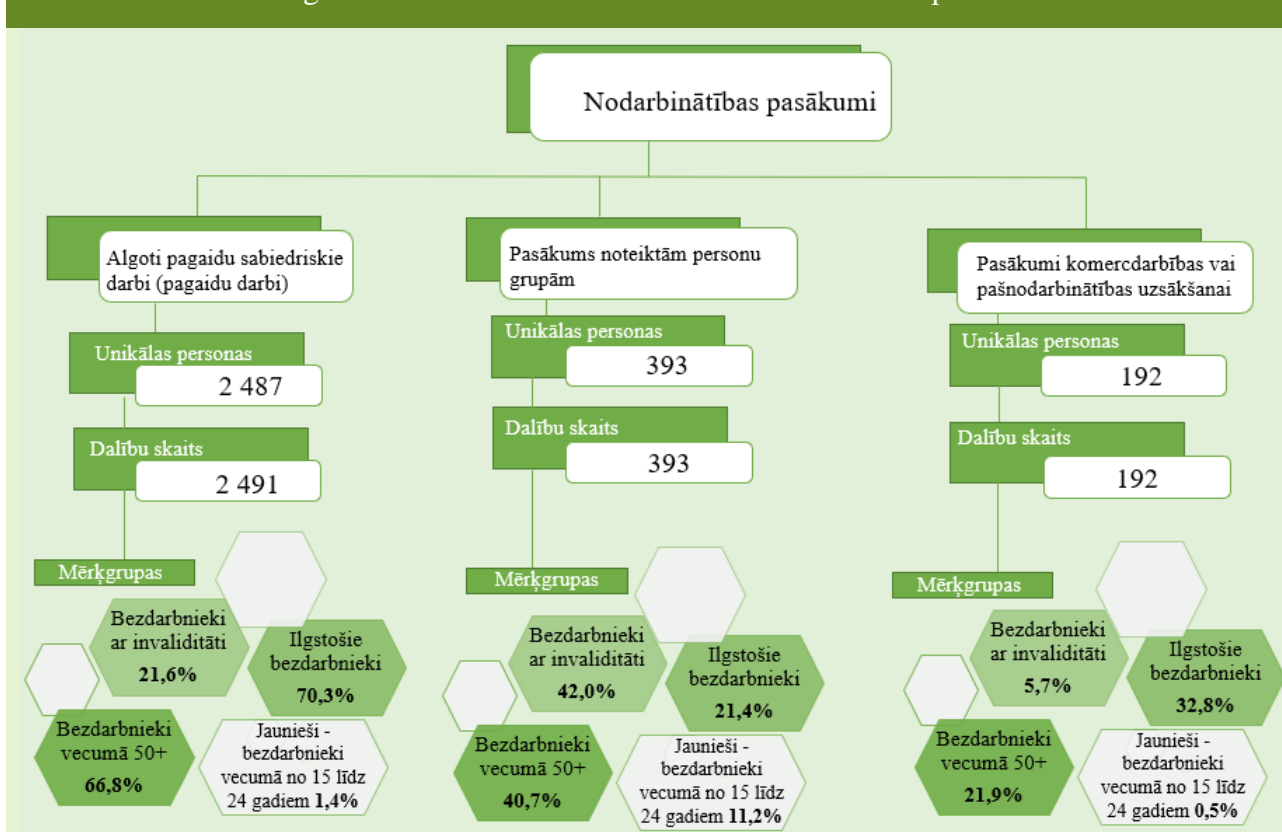 Nodarbinātības pasākumi
Algoti pagaidu sabiedriskie
darbi (pagaidu darbi)
Unikālas personas
2 487
Dalību skaits
2 491
Mērķgrupas
Bezdarbnieki
ar invaliditāti
21,6%
Ilgstošie
bezdarbnieki
70,3%
Bezdarbnieki
vecumā 50+
66,8%
Jaunieši -
bezdarbnieki
vecumā no 15 līdz
24 gadiem 1,4%
Pasākums noteiktām personu
grupām
Unikālas personas
393
Dalību skaits
393
Mērķgrupas
Bezdarbnieki
ar invaliditāti
42,0%
Ilgstošie
bezdarbnieki
21,4%
Bezdarbnieki
vecumā 50+
40,7%
Jaunieši -
bezdarbnieki
vecumā no 15 līdz
24 gadiem 11,2%
Pasākumi komercdarbības vai
pašnodarbinātības uzsākšanai
Unikālas personas
192
Dalību skaits
192
Mērķgrupas
Bezdarbnieki
ar invaliditāti
5,7%
Ilgstošie
bezdarbnieki
32,8%
Bezdarbnieki
vecumā 50+
21,9%
Jaunieši -
bezdarbnieki
vecumā no 15 līdz
24 gadiem 0,5%